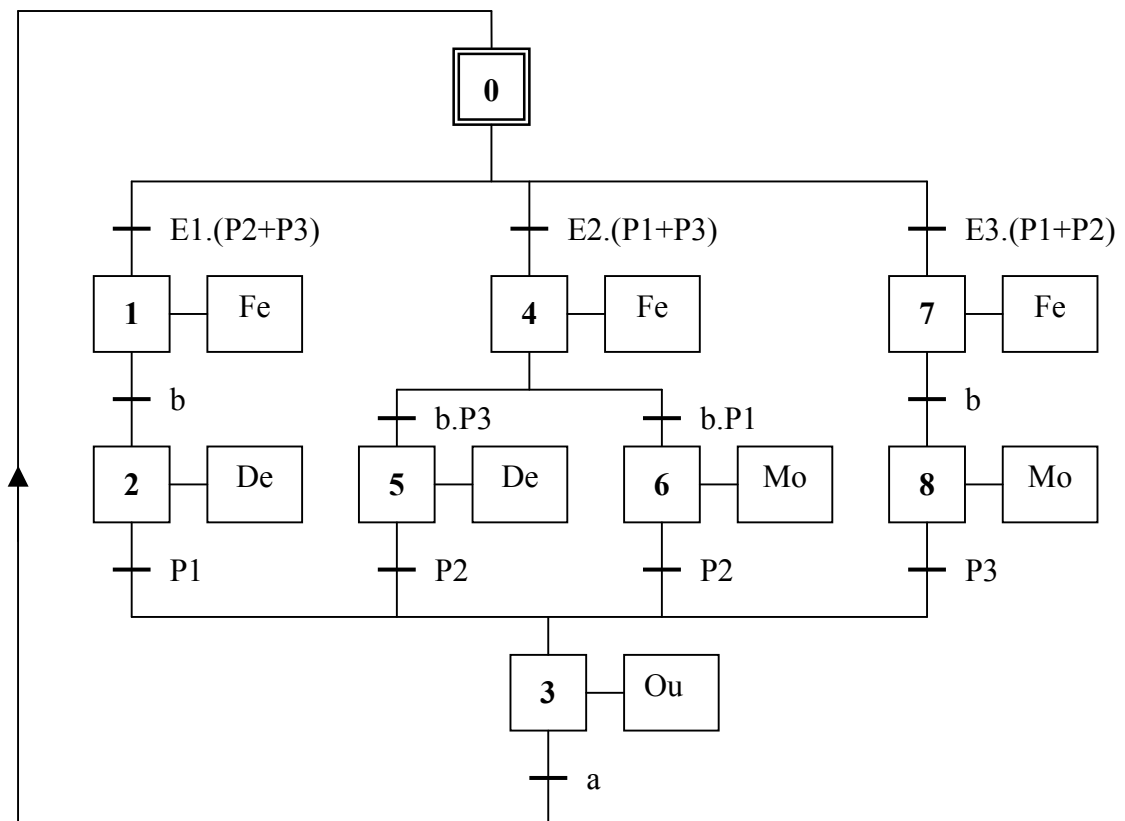 0
E1.(P2+P3) E2.(P1+P3) E3.(P1+P2)
1 Fe 4 Fe 7 Fe
b b.P3 b.P1 b
2 De 5 De 6 Mo 8 Mo
P1 P2 P2 P3
3 Ou
a